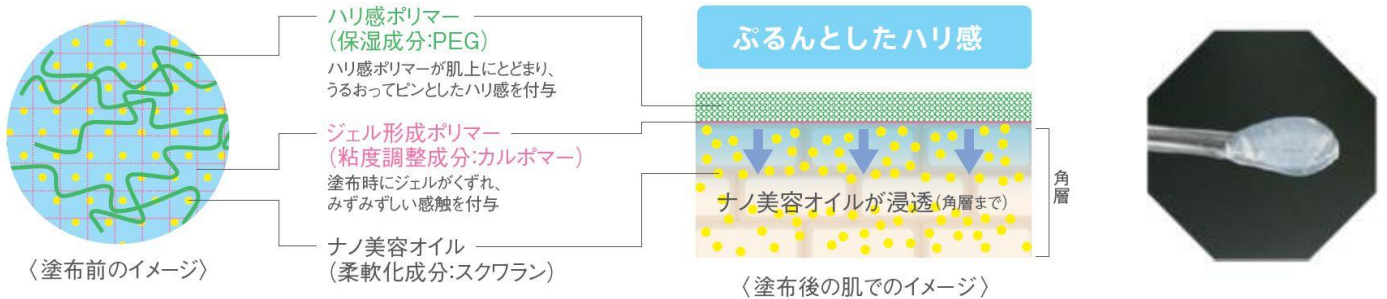 ハリ感ポリマー
(保湿成分:PEG)
ハリ感ポリマーが肌上にとどまり、
うるおってピンとしたハリ感を付与
ジェル形成ポリマー
(粘度調整成分:カルボマー)
塗布時にジェルがくずれ、
みずみずしい感触を付与
ナノ美容オイル
(柔軟化成分:スクワラン)
〈塗布前のイメージ〉
ぷるんとしたハリ感
ナノ美容オイルが浸透(角層まで)
角層
〈塗布後の肌でのイメージ〉